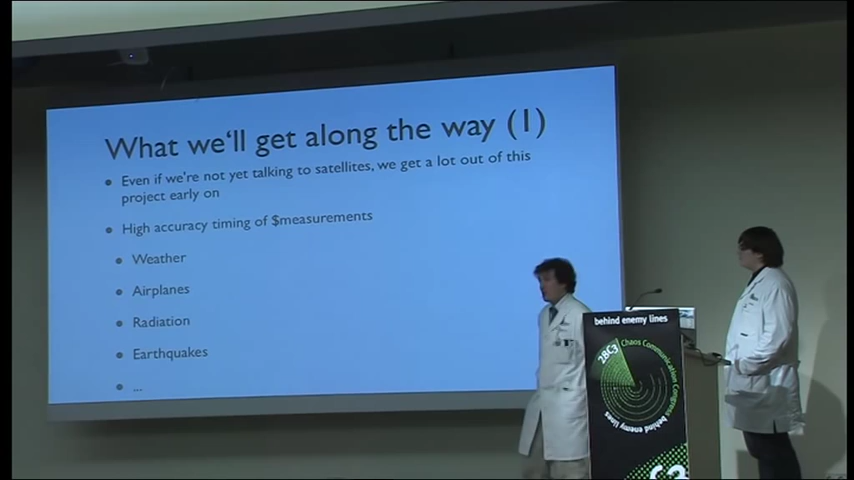 What we'll get along the way (1)
• Even if we're not yet talking to satellites, we get a lot out of this
project early on
• High accuracy timing of $measurements
• Weather
• Airplanes
• Radiation
• Earthquakes
• ...
behind enemy lines
28C3
Chaos Communication Congress
behind enemy lines
C3